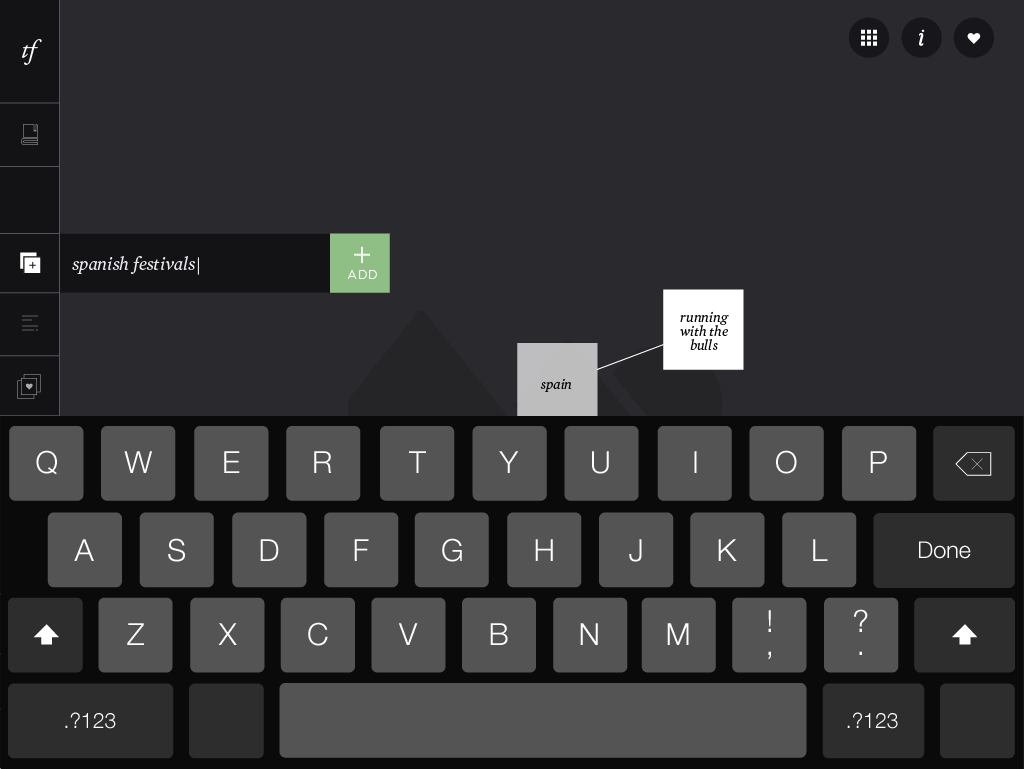 tf
i
spanish festivals
+
ADD
running
with the
bulls
spain
Q W E R T Y U I O P
A S D F G H J K L Done
Z X C V B N M ! , ? .
.?123 .?123